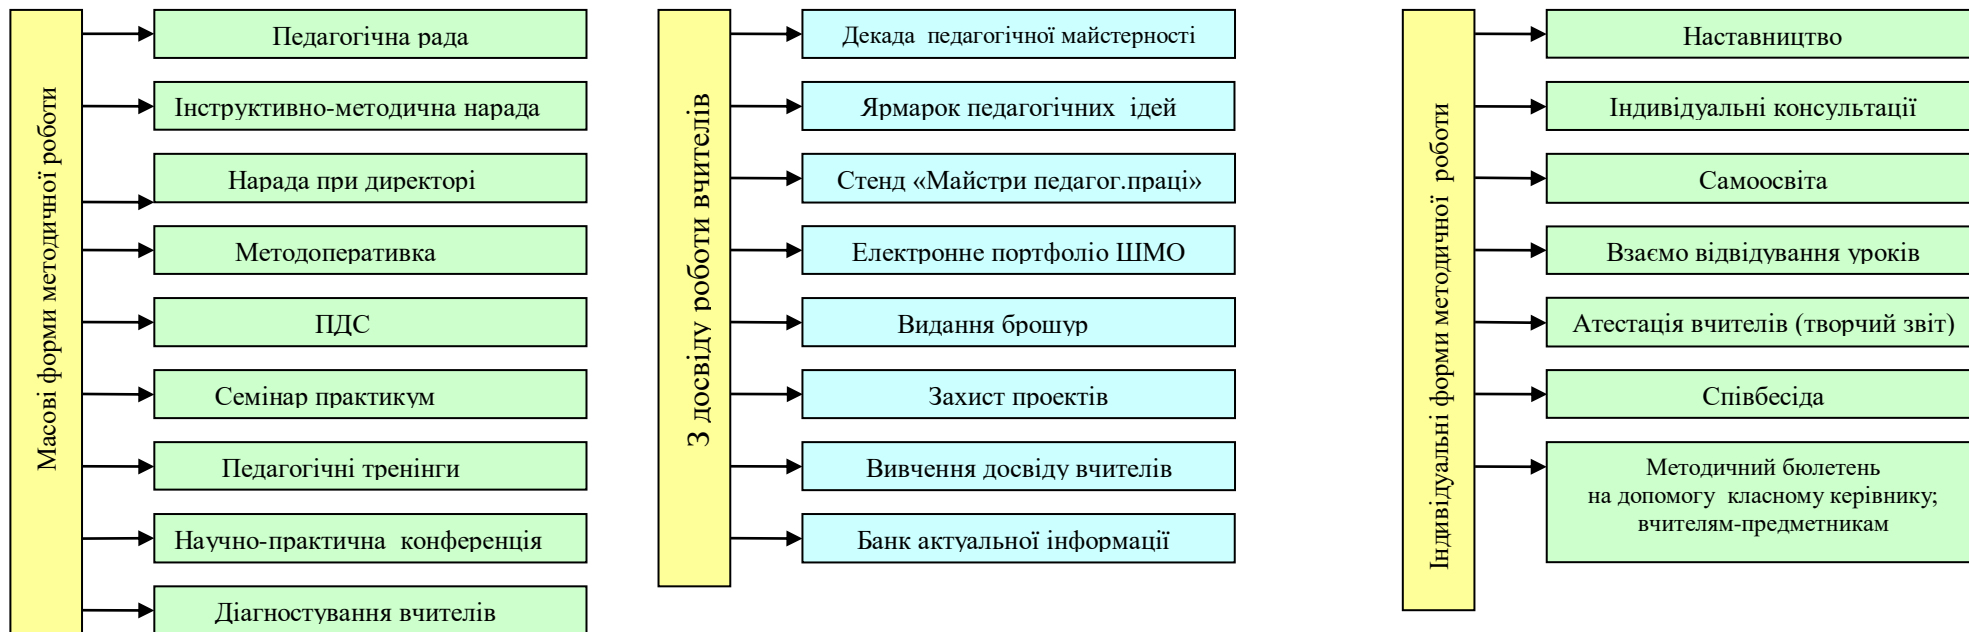 Масові форми методичної роботи
Педагогічна рада
Інструктивно-методична нарада
Нарада при директорі
Методоперативка
ПДС
Семінар практикум
Педагогічні тренінги
Научно-практична конференція
Діагностування вчителів
З досвіду роботи вчителів
Декада педагогічної майстерності
Ярмарок педагогічних ідей
Стенд «Майстри педагог.праці»
Електронне портфоліо ШМО
Видання брошур
Захист проектів
Вивчення досвіду вчителів
Банк актуальної інформації
Індивідуальні форми методичної роботи
Наставництво
Індивідуальні консультації
Самоосвіта
Взаємо відвідування уроків
Атестація вчителів (творчий звіт)
Співбесіда
Методичний бюлетень
на допомогу класному керівнику;
вчителям-предметникам